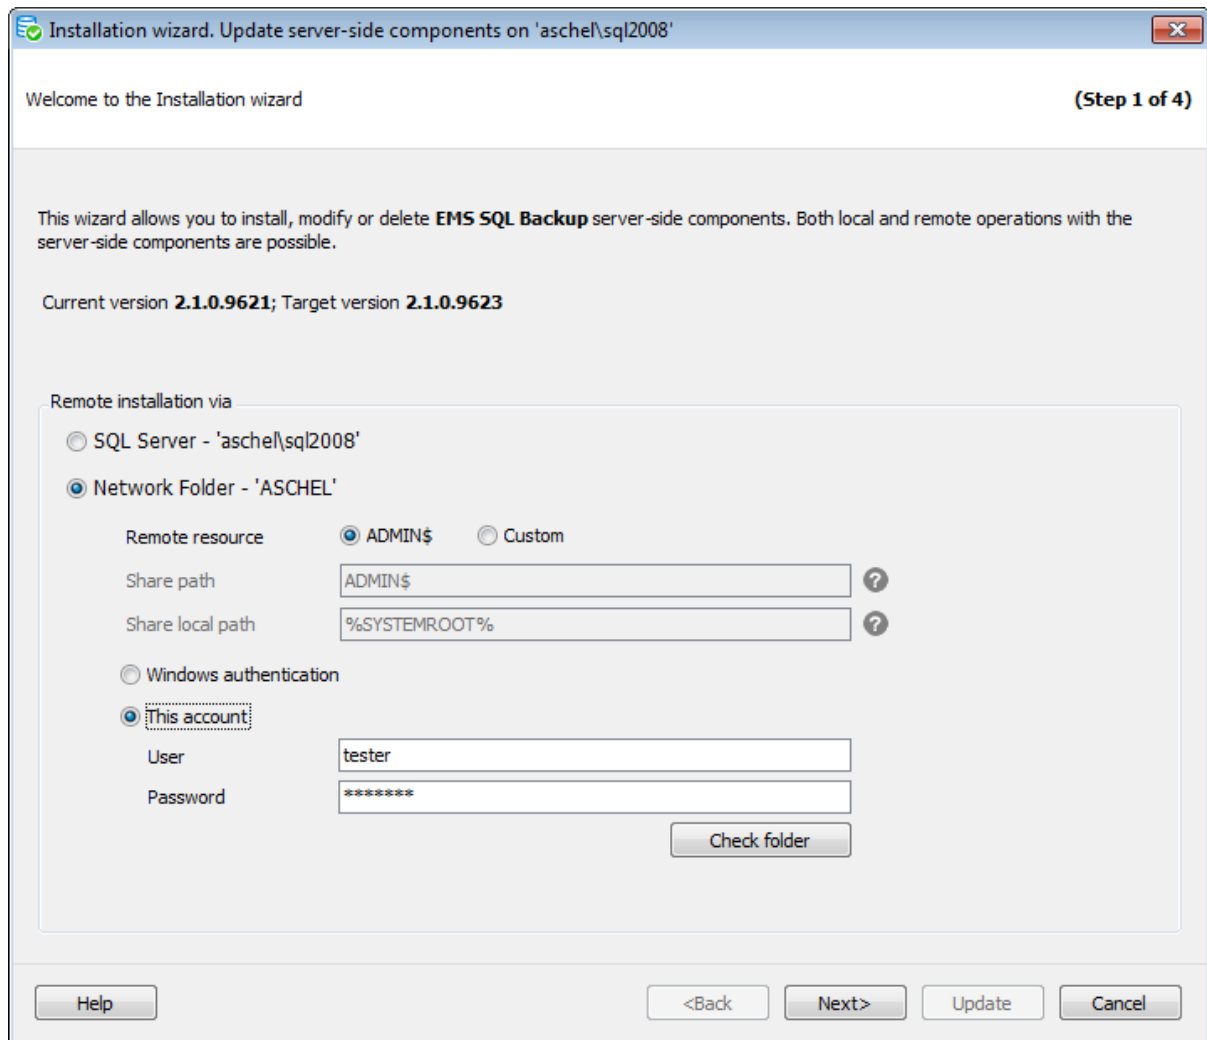 Installation wizard. Update server-side components on 'aschel\sql2008'
Welcome to the Installation wizard
(Step 1 of 4)
This wizard allows you to install, modify or delete EMS SQL Backup server-side components. Both local and remote operations with the
server-side components are possible.
Current version 2.1.0.9621; Target version 2.1.0.9623
Remote installation via
SQL Server - 'aschel\sql2008'
Network Folder - 'ASCHEL'
Remote resource ADMIN$ Custom
Share path ADMIN$ ?
Share local path %SYSTEMROOT% ?
Windows authentication
This account
User tester
Password *******
Check folder
Help <Back Next> Update Cancel